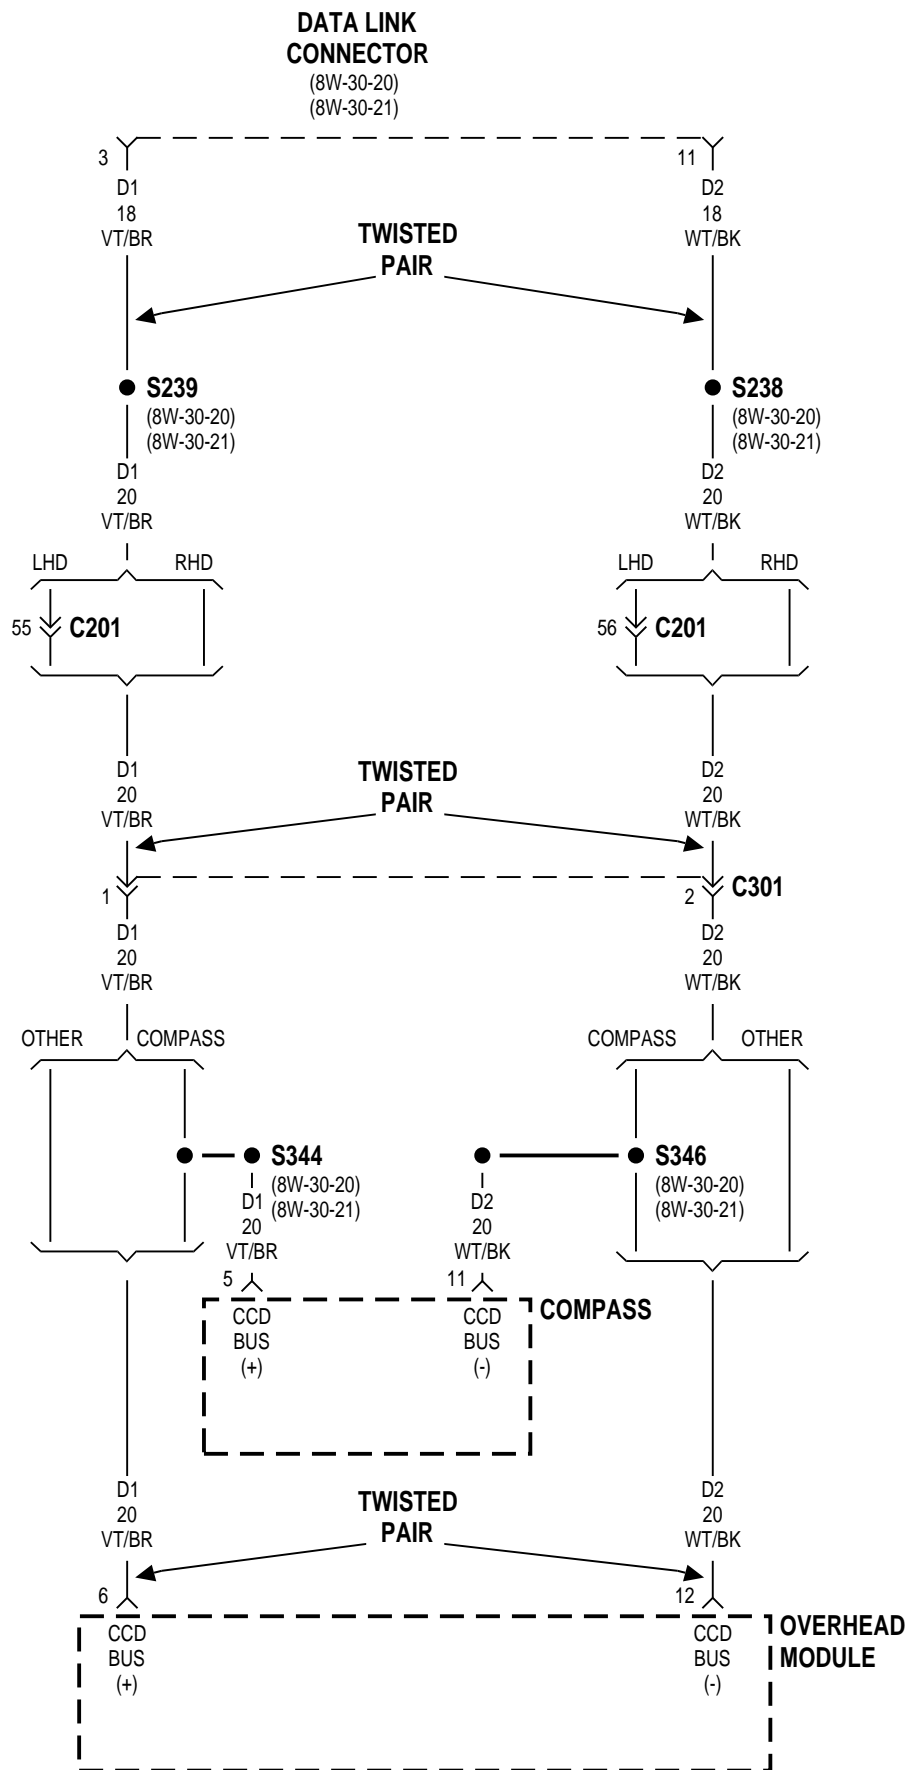 DATA LINK
CONNECTOR
(8W-30-20)
(8W-30-21)
3
11
D1
18
VT/BR
D2
18
WT/BK
TWISTED
PAIR
S239
(8W-30-20)
(8W-30-21)
S238
(8W-30-20)
(8W-30-21)
D1
20
VT/BR
D2
20
WT/BK
LHD
RHD
LHD
RHD
55
C201
56
C201
D1
20
VT/BR
TWISTED
PAIR
D2
20
WT/BK
1
2
C301
D1
20
VT/BR
D2
20
WT/BK
OTHER
COMPASS
COMPASS
OTHER
S344
(8W-30-20)
(8W-30-21)
S346
(8W-30-20)
(8W-30-21)
D1
20
VT/BR
D2
20
WT/BK
5
11
COMPASS
CCD
BUS
(+)
CCD
BUS
(-)
D1
20
VT/BR
TWISTED
PAIR
D2
20
WT/BK
6
12
OVERHEAD
MODULE
CCD
BUS
(+)
CCD
BUS
(-)